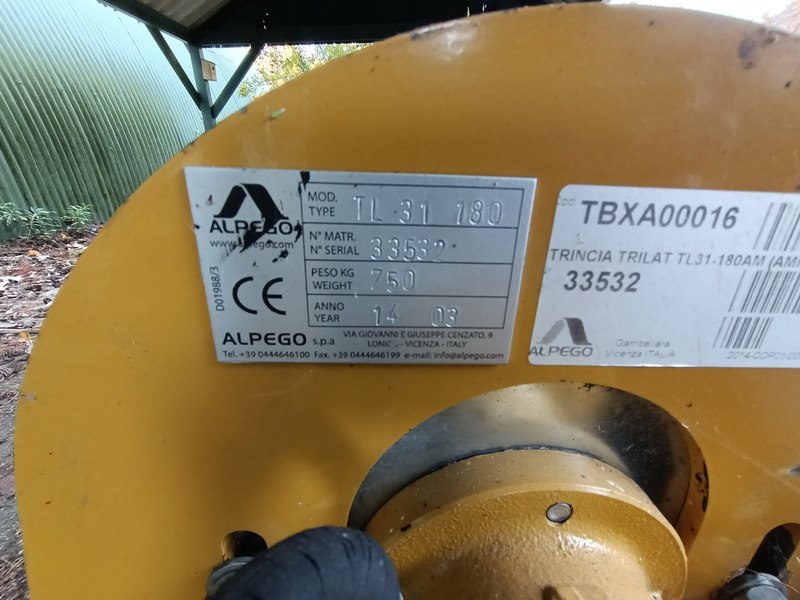 ALPEGO
www.alpego.com
D01988/3
CE
MOD.
TYPE
TL 31 180
N° MATR.
N° SERIAL
33532
PESO KG
WEIGHT
750
ANNO
YEAR
14 03
ALPEGO s.p.a
VIA GIOVANNI E GIUSEPPE CENZATO, 9
LONIGO - VICENZA - ITALY
Tel. +39 0444646100 Fax. +39 0444646199 e-mail: info@alpego.com
Cod
TBXA00016
TRINCIA TRILAT TL31-180AM
33532
ALPEGO
Gambellara
Vicenza ITALIA